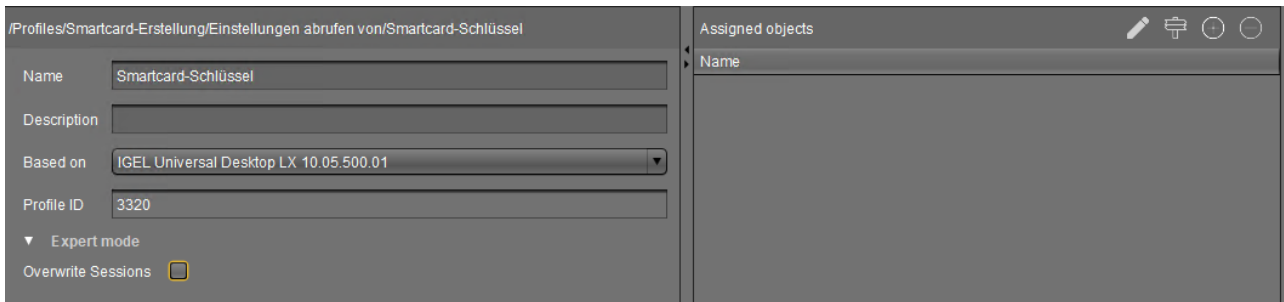 /Profiles/Smartcard-Erstellung/Einstellungen abrufen von/Smartcard-Schlüssel
Name Smartcard-Schlüssel
Description
Based on IGEL Universal Desktop LX 10.05.500.01
Profile ID 3320
Expert mode
Overwrite Sessions
Assigned objects
Name